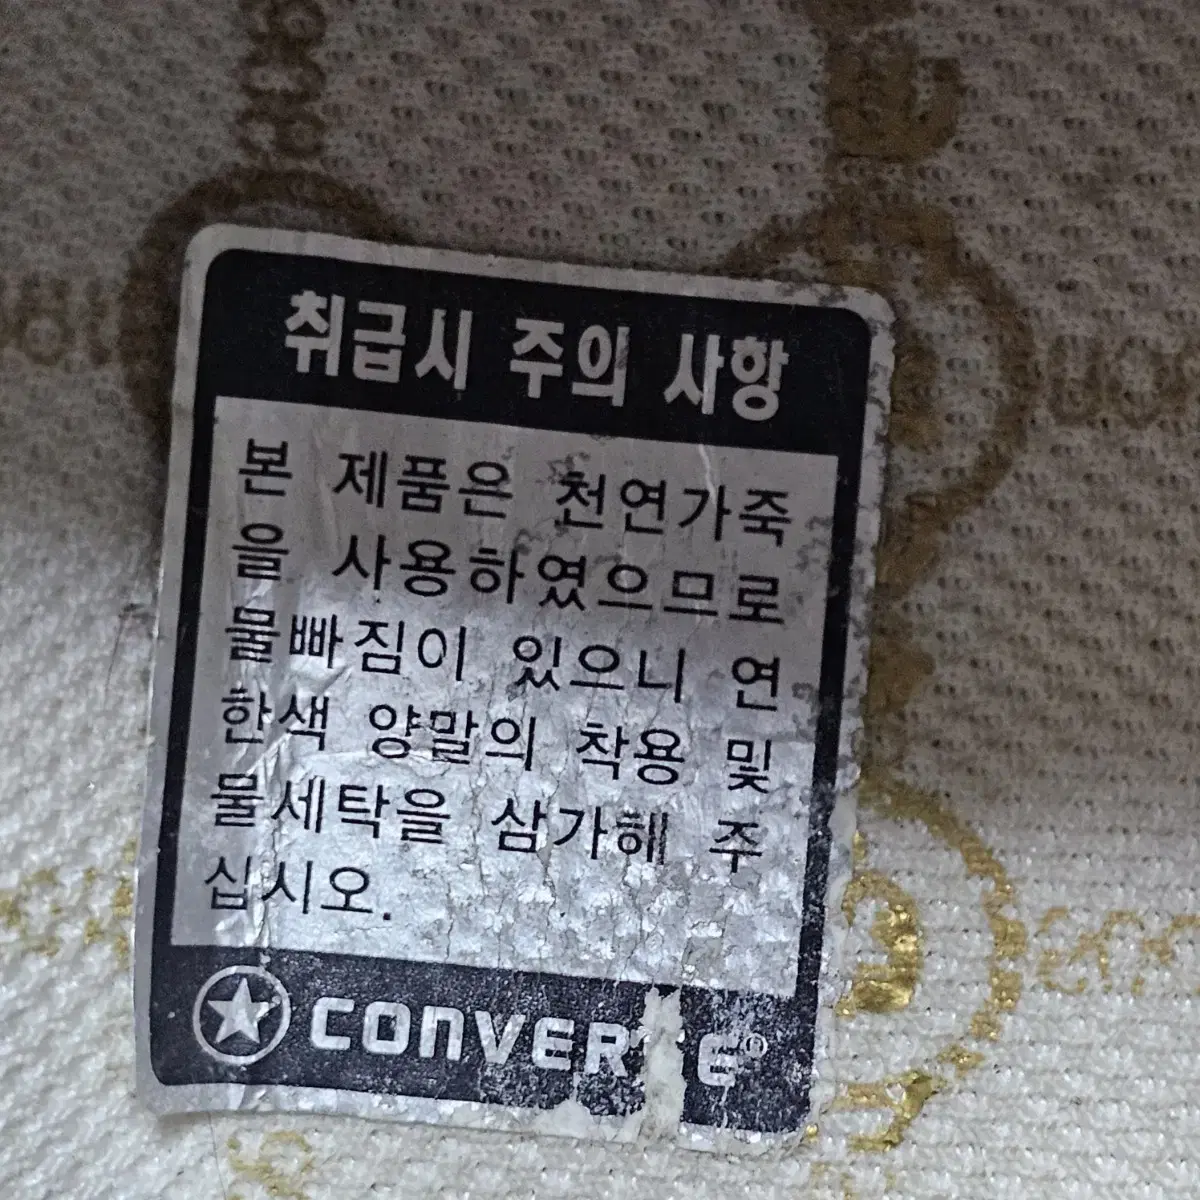 취급시 주의 사항
본 제품은 천연가죽
을 사용하였으므로
물빠짐이 있으니 연
한색 양말의 착용 및
물세탁을 삼가해 주
십시오.
CONVERSE®